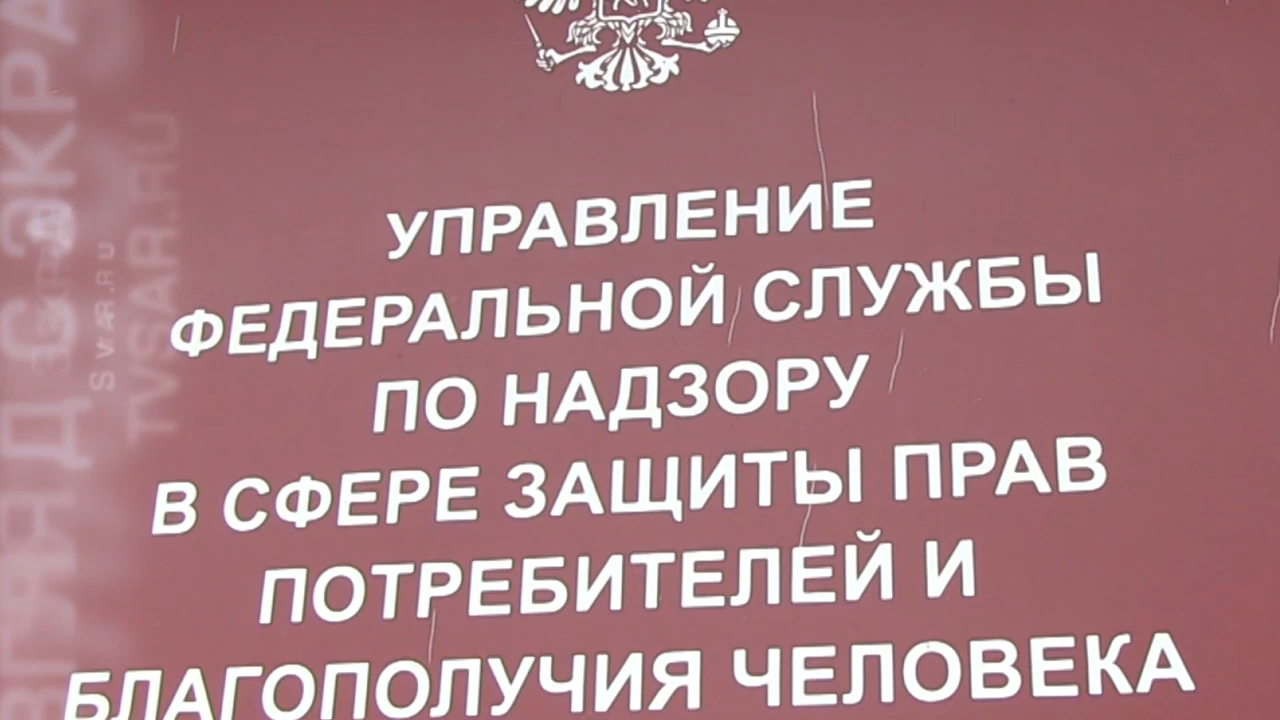 УПРАВЛЕНИЕ
ФЕДЕРАЛЬНОЙ СЛУЖБЫ
ПО НАДЗОРУ
В СФЕРЕ ЗАЩИТЫ ПРАВ
ПОТРЕБИТЕЛЕЙ И
БЛАГОПОЛУЧИЯ ЧЕЛОВЕКА
TVSAR.RU